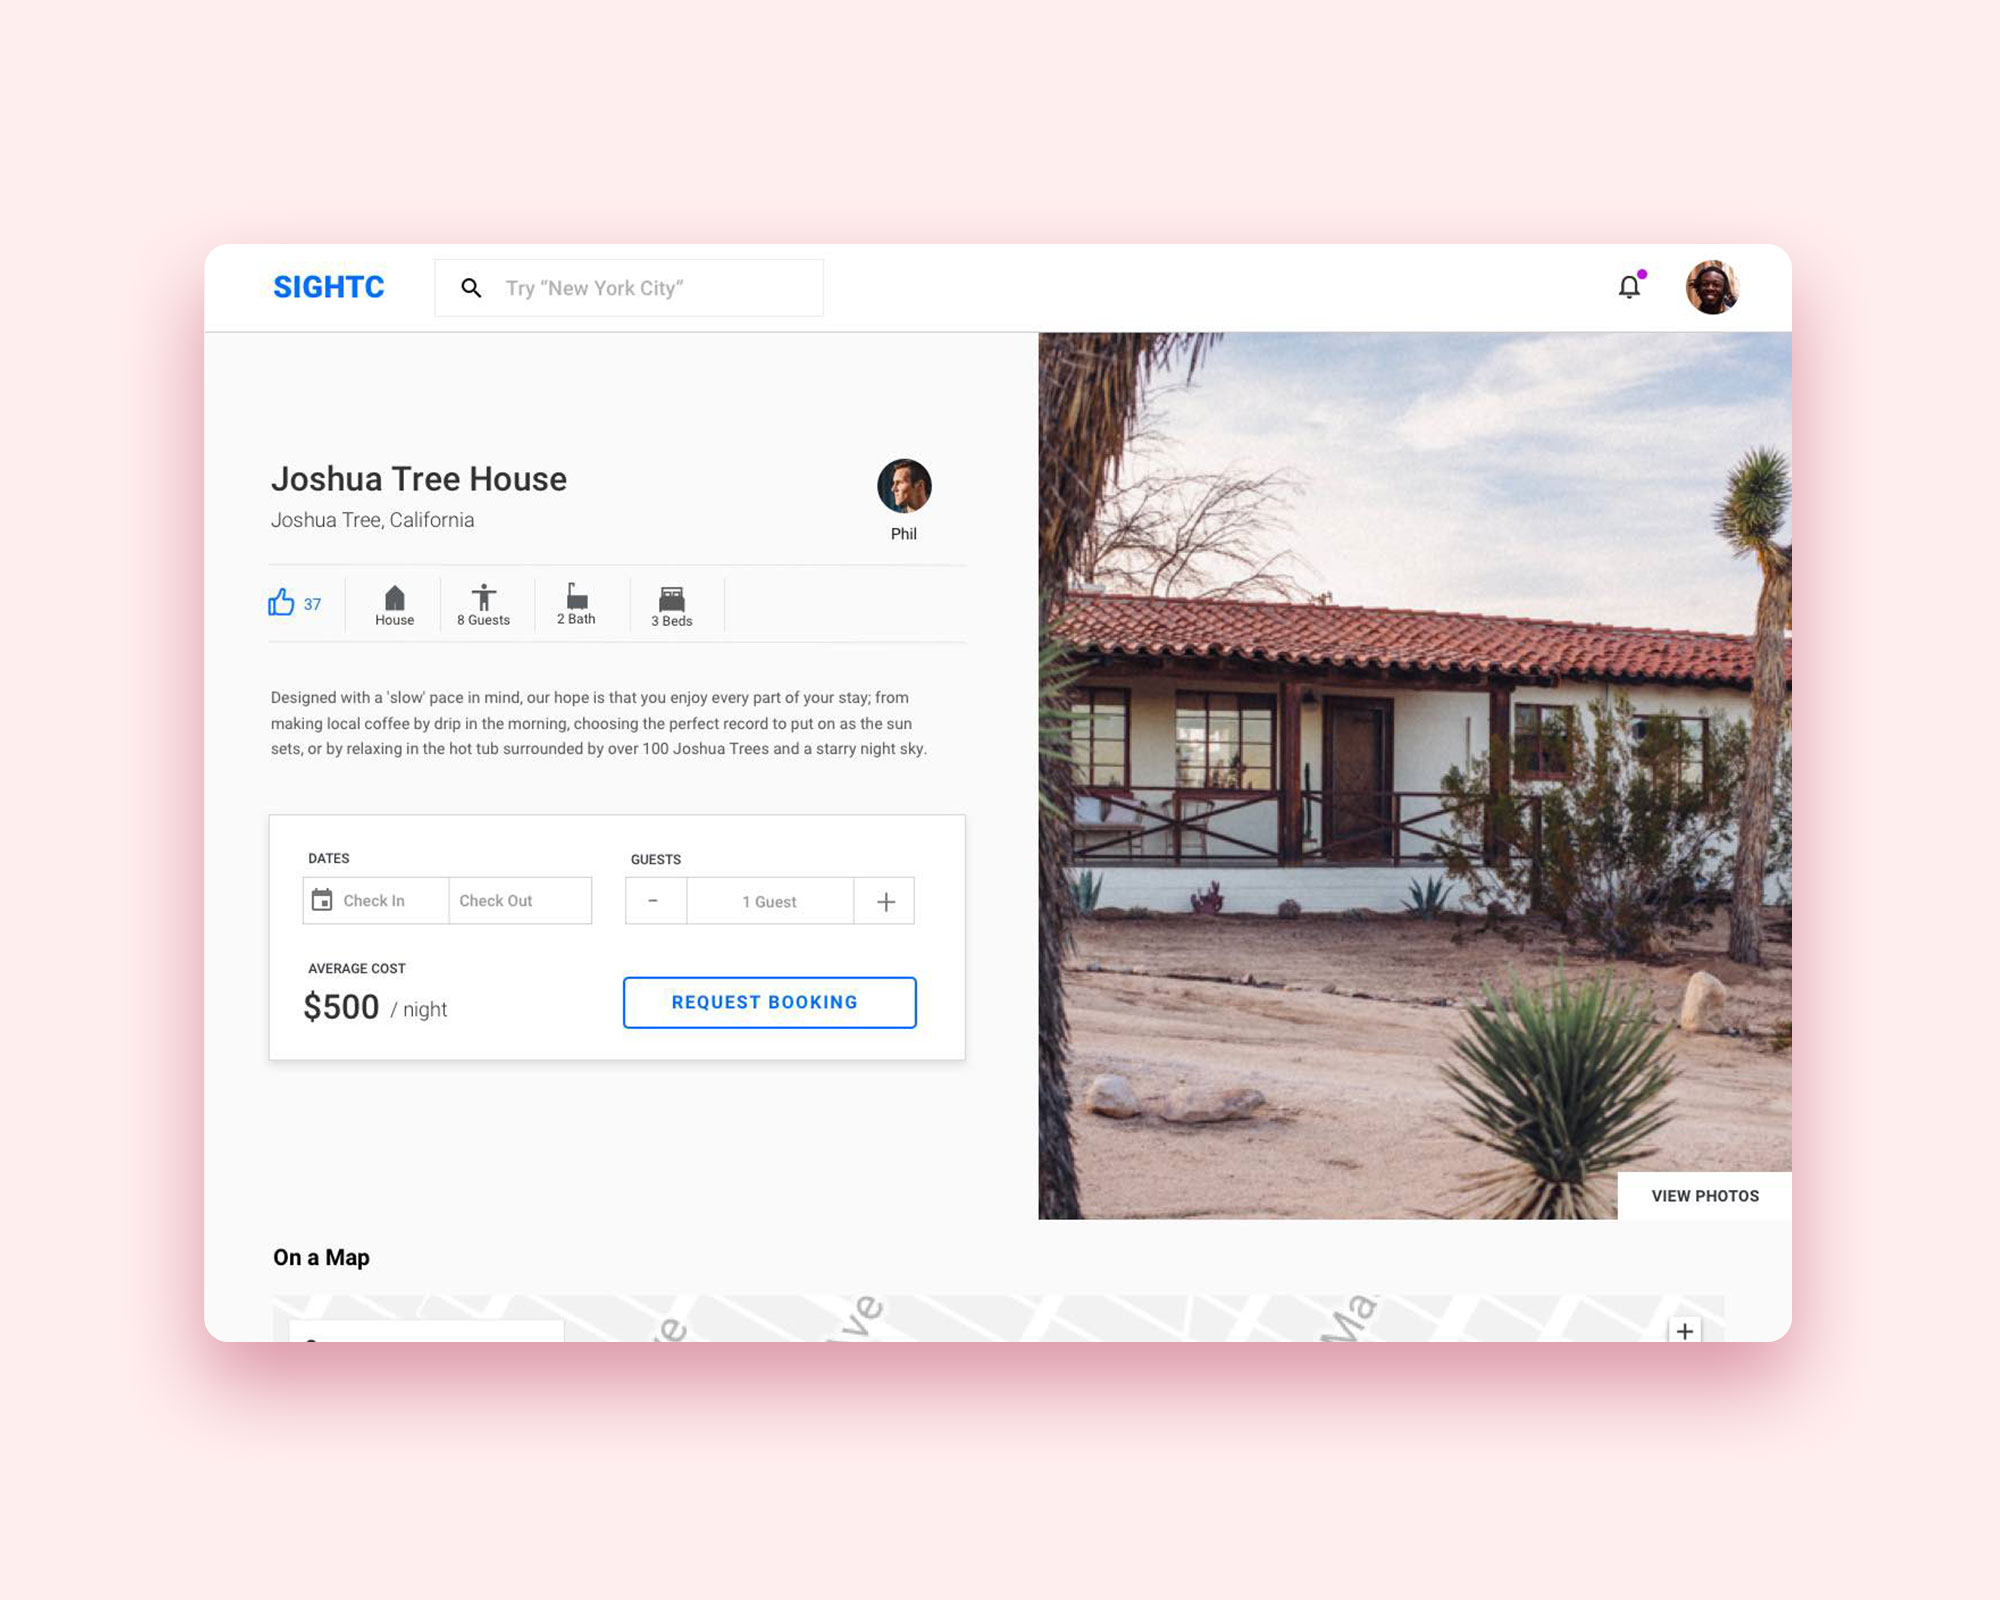 SIGHTC
Try “New York City“
Joshua Tree House
Joshua Tree, California
Phil
37
House
8 Guests
2 Bath
3 Beds
Designed with a 'slow' pace in mind, our hope is that you enjoy every part of your stay; from
making local coffee by drip in the morning, choosing the perfect record to put on as the sun
sets, or by relaxing in the hot tub surrounded by over 100 Joshua Trees and a starry night sky.
DATES
GUESTS
Check In
Check Out
-
1 Guest
+
AVERAGE COST
$500 / night
REQUEST BOOKING
VIEW PHOTOS
On a Map
ve
Ma
+